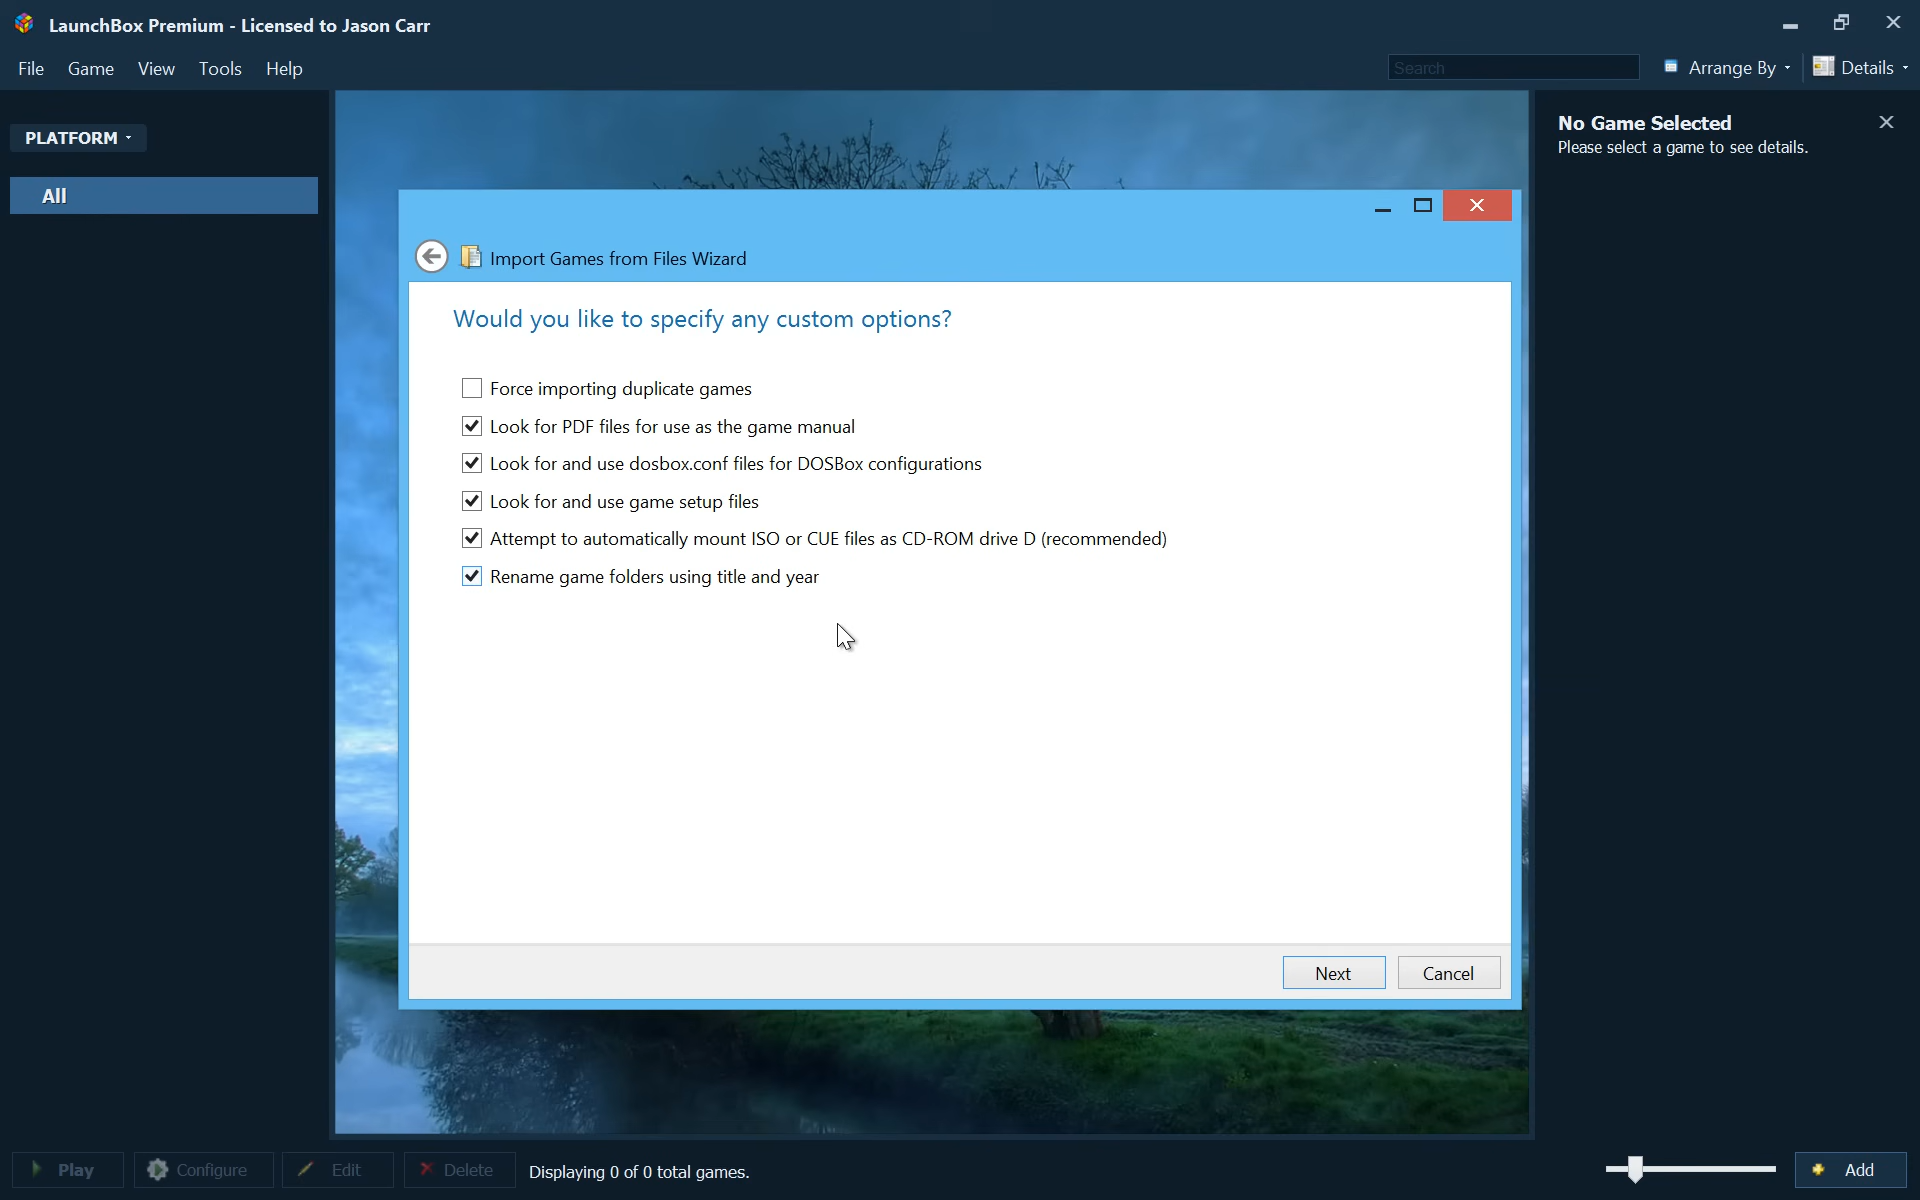 LaunchBox Premium - Licensed to Jason Carr
File Game View Tools Help
Search
Arrange By
Details
PLATFORM
All
No Game Selected
Please select a game to see details.
Import Games from Files Wizard
Would you like to specify any custom options?
Force importing duplicate games
Look for PDF files for use as the game manual
Look for and use dosbox.conf files for DOSBox configurations
Look for and use game setup files
Attempt to automatically mount ISO or CUE files as CD-ROM drive D (recommended)
Rename game folders using title and year
Next
Cancel
Play
Configure
Edit
Delete
Displaying 0 of 0 total games.
Add